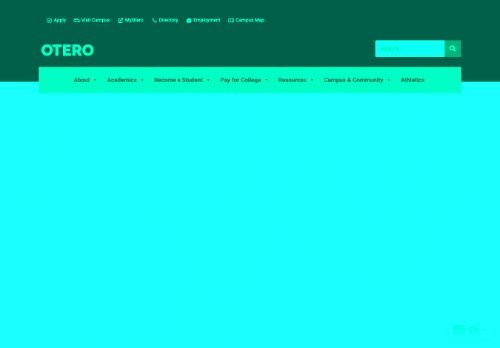 Apply Visit Campus MyOtero Directory Employment Campus Map
OTERO
About Academics Become a Student Pay for College Resources Campus & Community Athletics
EN